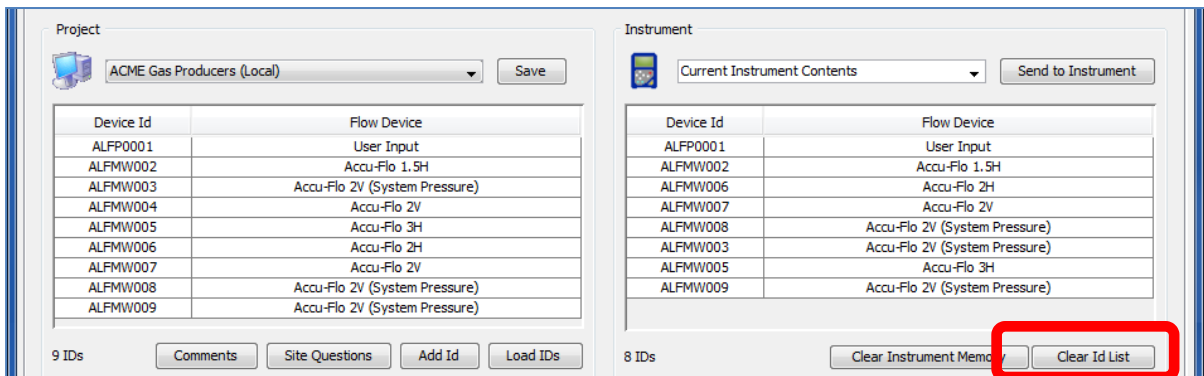 Project
ACME Gas Producers (Local)
Save
Device Id Flow Device
ALFP0001 User Input
ALFMW002 Accu-Flo 1.5H
ALFMW003 Accu-Flo 2V (System Pressure)
ALFMW004 Accu-Flo 2V
ALFMW005 Accu-Flo 3H
ALFMW006 Accu-Flo 2H
ALFMW007 Accu-Flo 2V
ALFMW008 Accu-Flo 2V (System Pressure)
ALFMW009 Accu-Flo 2V (System Pressure)
9 IDs Comments Site Questions Add Id Load IDs
Instrument
Current Instrument Contents
Send to Instrument
Device Id Flow Device
ALFP0001 User Input
ALFMW002 Accu-Flo 1.5H
ALFMW006 Accu-Flo 2H
ALFMW007 Accu-Flo 2V
ALFMW008 Accu-Flo 2V (System Pressure)
ALFMW003 Accu-Flo 2V (System Pressure)
ALFMW005 Accu-Flo 3H
ALFMW009 Accu-Flo 2V (System Pressure)
8 IDs Clear Instrument Memory Clear Id List